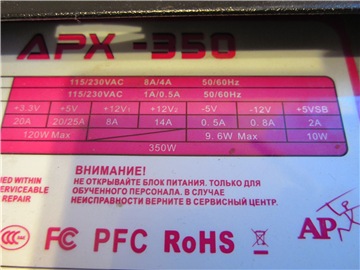 APX -350
115/230VAC 8A/4A 50/60Hz
115/230VAC 1A/0.5A 50/60Hz
+3.3V +5V +12V1 +12V2 -5V -12V +5VSB
20A 20/25A 8A 14A 0.5A 0.8A 2A
120W Max 9.6W Max 10W
350W
ВНИМАНИЕ!
НЕ ОТКРЫВАЙТЕ БЛОК ПИТАНИЯ. ТОЛЬКО ДЛЯ
ОБУЧЕННОГО ПЕРСОНАЛА. В СЛУЧАЕ
НЕИСПРАВНОСТИ ВЕРНИТЕ В СЕРВИСНЫЙ ЦЕНТР.
NED WITHIN
RVICEABLE
REPAIR
CCC FC PFC RoHS AP